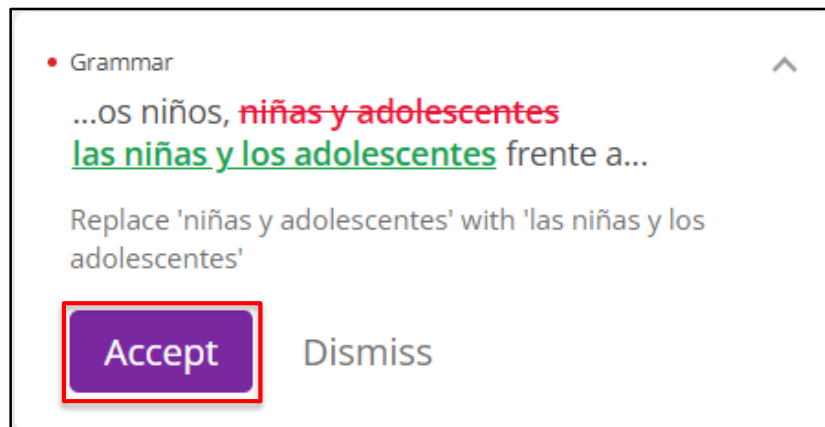 Grammar
...os niños, niñas y adolescentes
las niñas y los adolescentes frente a...
Replace 'niñas y adolescentes' with 'las niñas y los
adolescentes'
Accept Dismiss